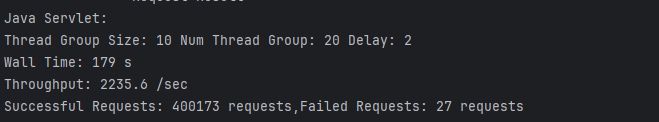 Java Servlet:
Thread Group Size: 10 Num Thread Group: 20 Delay: 2
Wall Time: 179 s
Throughput: 2235.6 /sec
Successful Requests: 400173 requests,Failed Requests: 27 requests